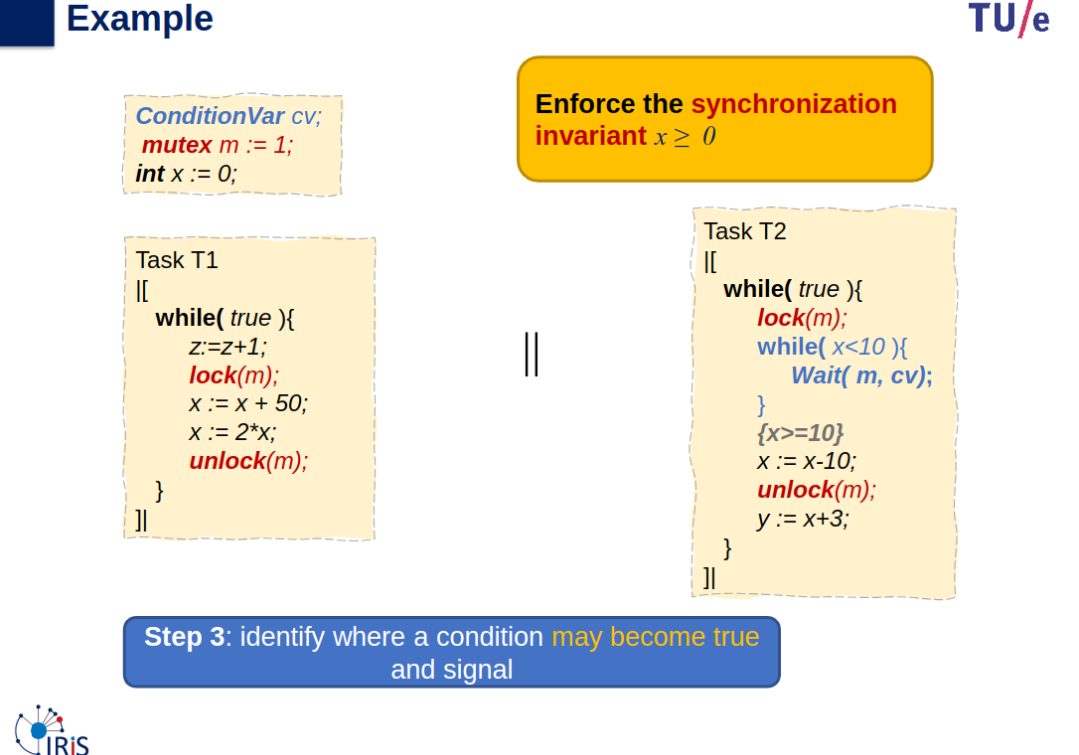 Example
TU/e
ConditionVar cv;
mutex m := 1;
int x := 0;
Enforce the synchronization
invariant x ≥ 0
Task T1
|[
while( true ){
z:=z+1;
lock(m);
x := x + 50;
x := 2*x;
unlock(m);
}
]|
||
Task T2
|[
while( true ){
lock(m);
while( x<10 ){
Wait( m, cv);
}
{x>=10}
x := x-10;
unlock(m);
y := x+3;
}
]|
Step 3: identify where a condition may become true
and signal
IRiS